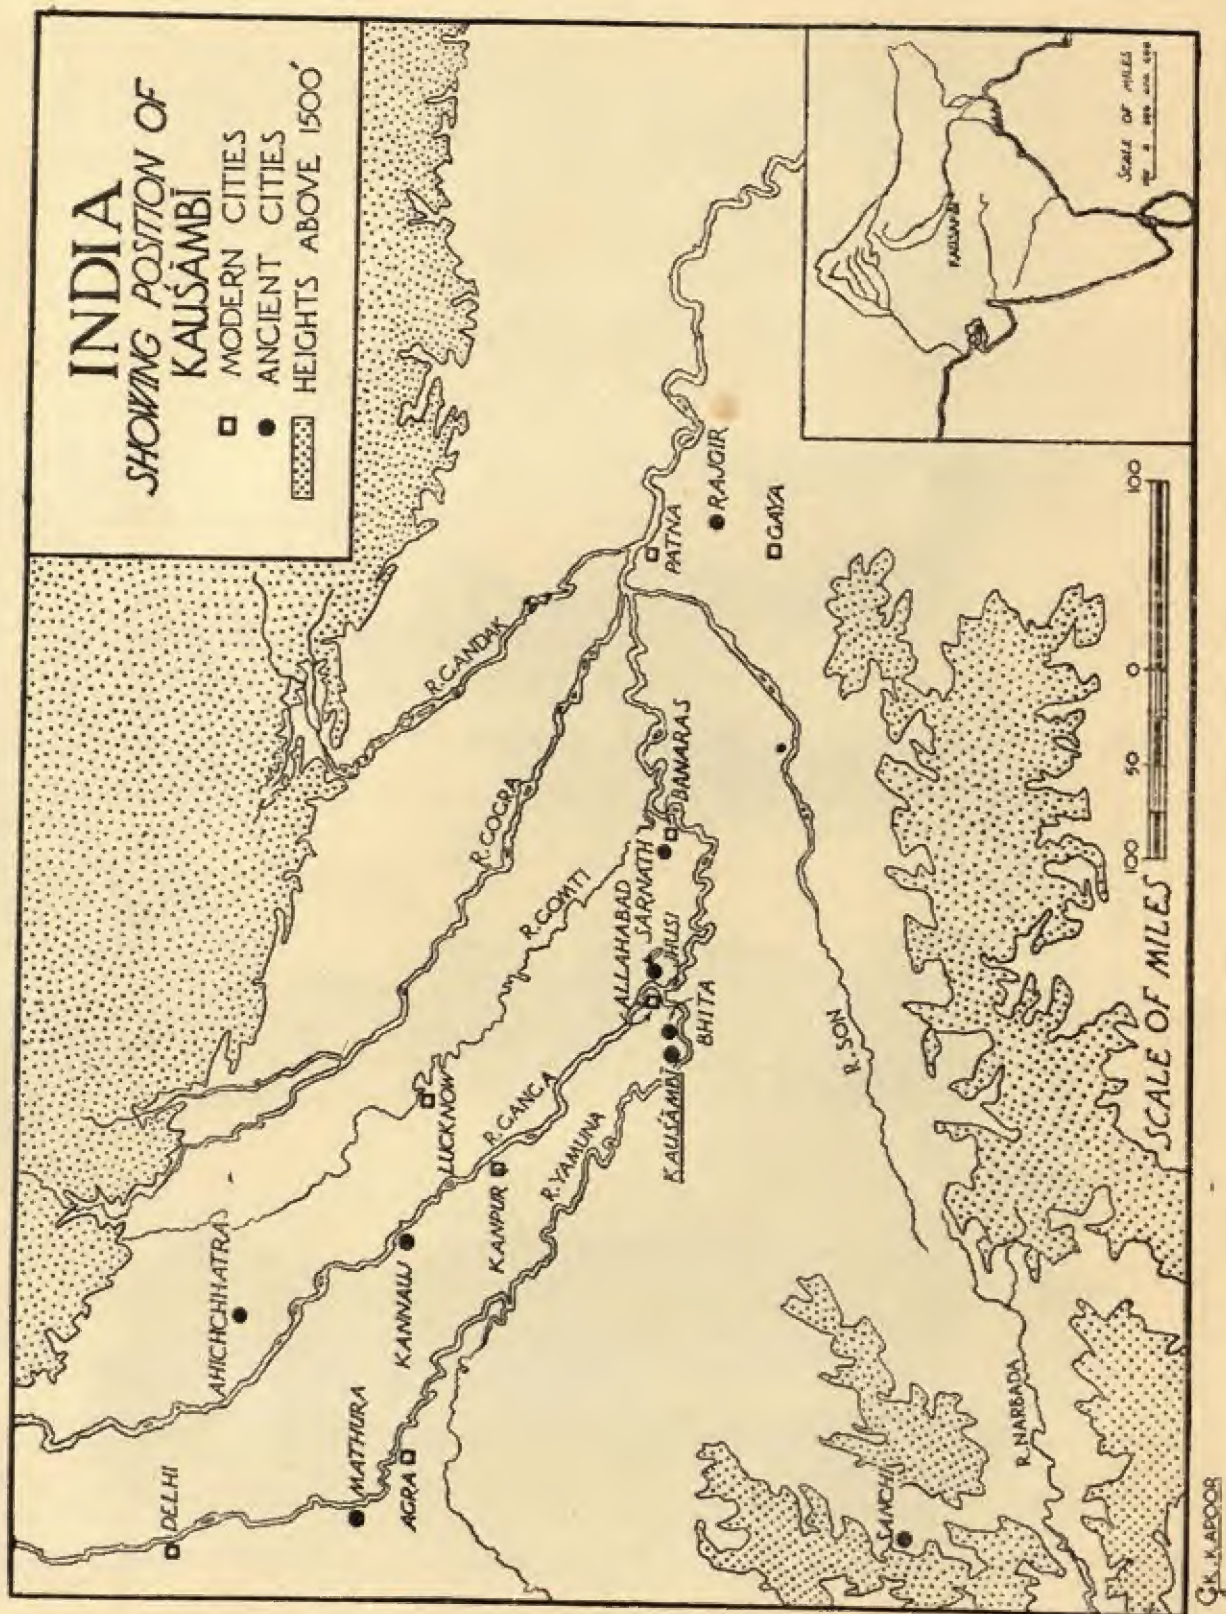 INDIA
SHOWING POSITION OF
KAUŚĀMBĪ
MODERN CITIES
ANCIENT CITIES
HEIGHTS ABOVE 1500'
DELHI
MATHURA
AGRA
AHICHCHHATRA
KANNAUJ
KANPUR
LUCKNOW
R. GANGA
R. YAMUNA
R. GOMTI
R. GOGRA
R. GANDAK
ALLAHABAD
SARNATH
JHUSI
BHITA
KAUŚĀMBĪ
BANARAS
PATNA
RAJGIR
GAYA
R. SON
R. NARBADA
SANCHI
KAUSAMBI
SCALE OF MILES
SCALE OF MILES
100 50 0 100
G.K.KAPOOR